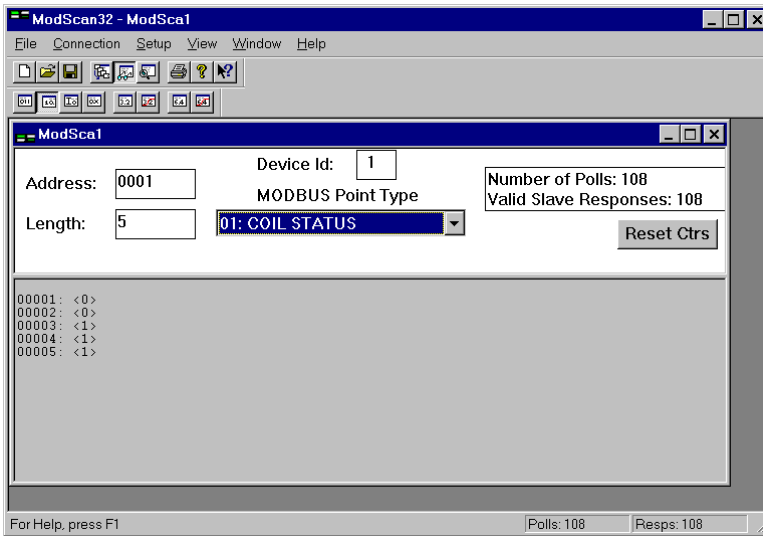 ModScan32 - ModSca1
File Connection Setup View Window Help
ModSca1
Device Id: 1
Address: 0001
MODBUS Point Type
Number of Polls: 108
Valid Slave Responses: 108
Length: 5
01: COIL STATUS
Reset Ctrs
00001: <0>
00002: <0>
00003: <1>
00004: <1>
00005: <1>
For Help, press F1
Polls: 108
Resps: 108